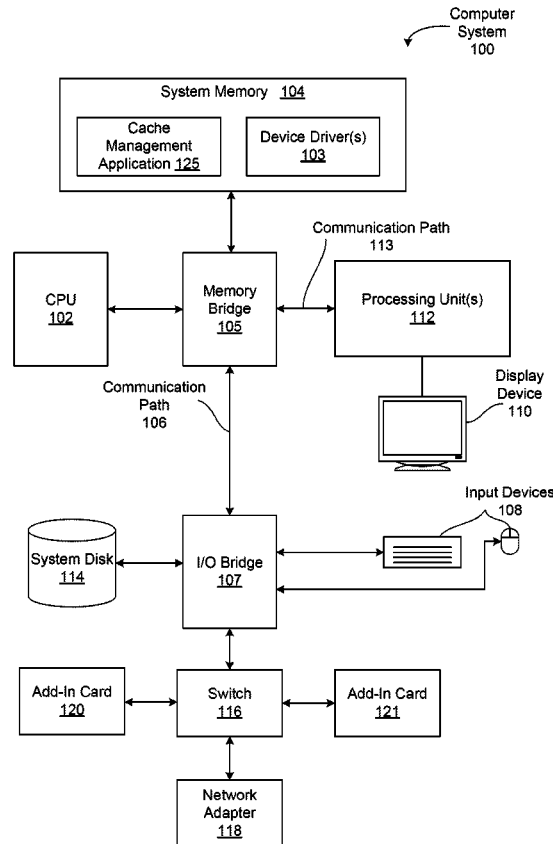 Computer
System
100
System Memory 104
Cache
Management
Application 125
Device Driver(s)
103
Communication Path
113
CPU
102
Memory
Bridge
105
Processing Unit(s)
112
Communication
Path
106
Display
Device
110
Input Devices
108
System Disk
114
I/O Bridge
107
Add-In Card
120
Switch
116
Add-In Card
121
Network
Adapter
118